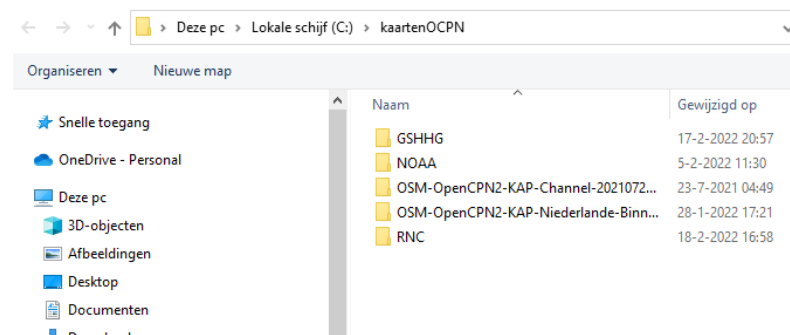 Deze pc > Lokale schijf (C:) > kaartenOCPN
Organiseren Nieuwe map
Naam Gewijzigd op
Snelle toegang
OneDrive - Personal
Deze pc
3D-objecten
Afbeeldingen
Desktop
Documenten
GSHHG 17-2-2022 20:57
NOAA 5-2-2022 11:30
OSM-OpenCPN2-KAP-Channel-2021072... 23-7-2021 04:49
OSM-OpenCPN2-KAP-Niederlande-Binn... 28-1-2022 17:21
RNC 18-2-2022 16:58